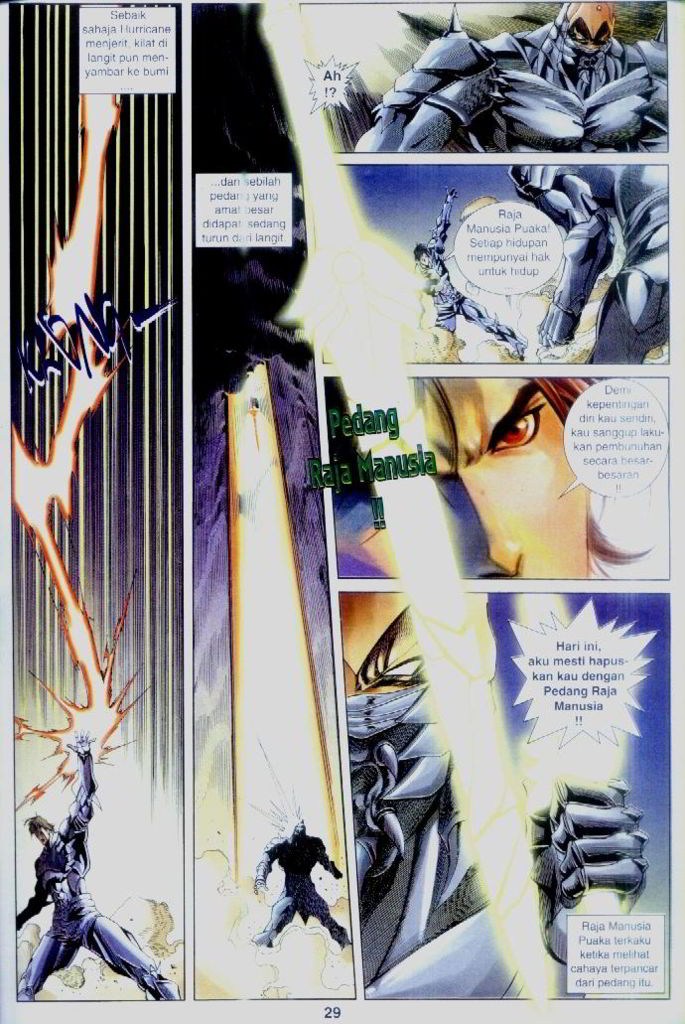 Sebaik
sahaja Hurricane
menjerit, kilat di
langit pun men-
yambar ke bumi
....
...dan sebilah
pedang yang
amat besar
didapati sedang
turun dari langit.
Ah
!?
Raja
Manusia Puaka!
Setiap hidupan
mempunyai hak
untuk hidup
Pedang
Raja Manusia
!!
Demi
kepentingan
diri kau sendiri,
kau sanggup laku-
kan pembunuhan
secara besar-
besaran
!!
Hari ini,
aku mesti hapus-
kan kau dengan
Pedang Raja
Manusia
!!
Raja Manusia
Puaka terkaku
ketika melihat
cahaya terpancar
dari pedang itu.
29